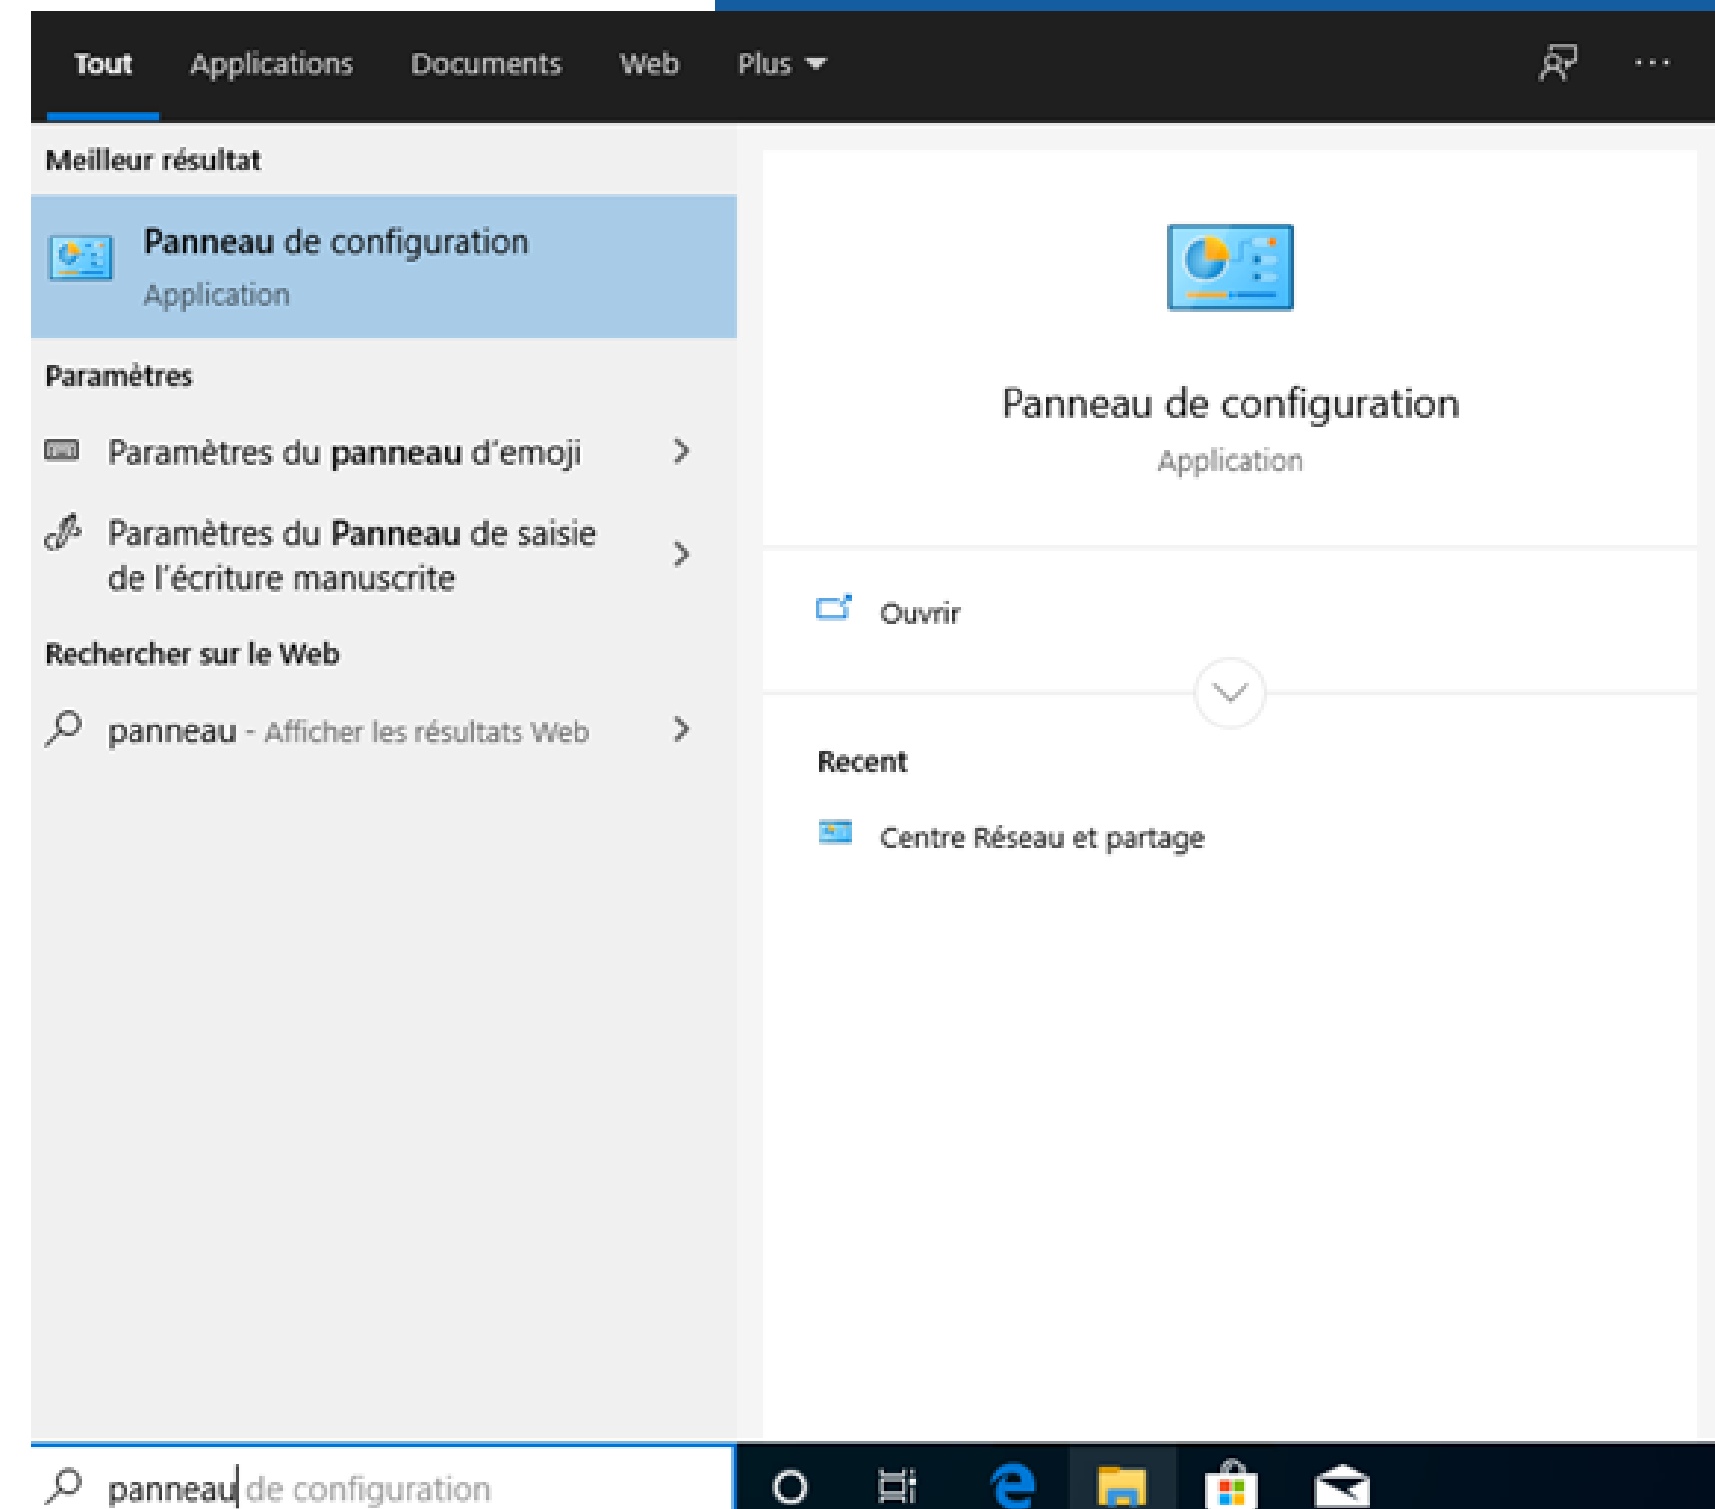 Tout Applications Documents Web Plus
Meilleur résultat
Panneau de configuration
Application
Paramètres
Paramètres du panneau d'emoji
Paramètres du Panneau de saisie
de l'écriture manuscrite
Rechercher sur le Web
panneau - Afficher les résultats Web
Panneau de configuration
Application
Ouvrir
Recent
Centre Réseau et partage
panneau de configuration